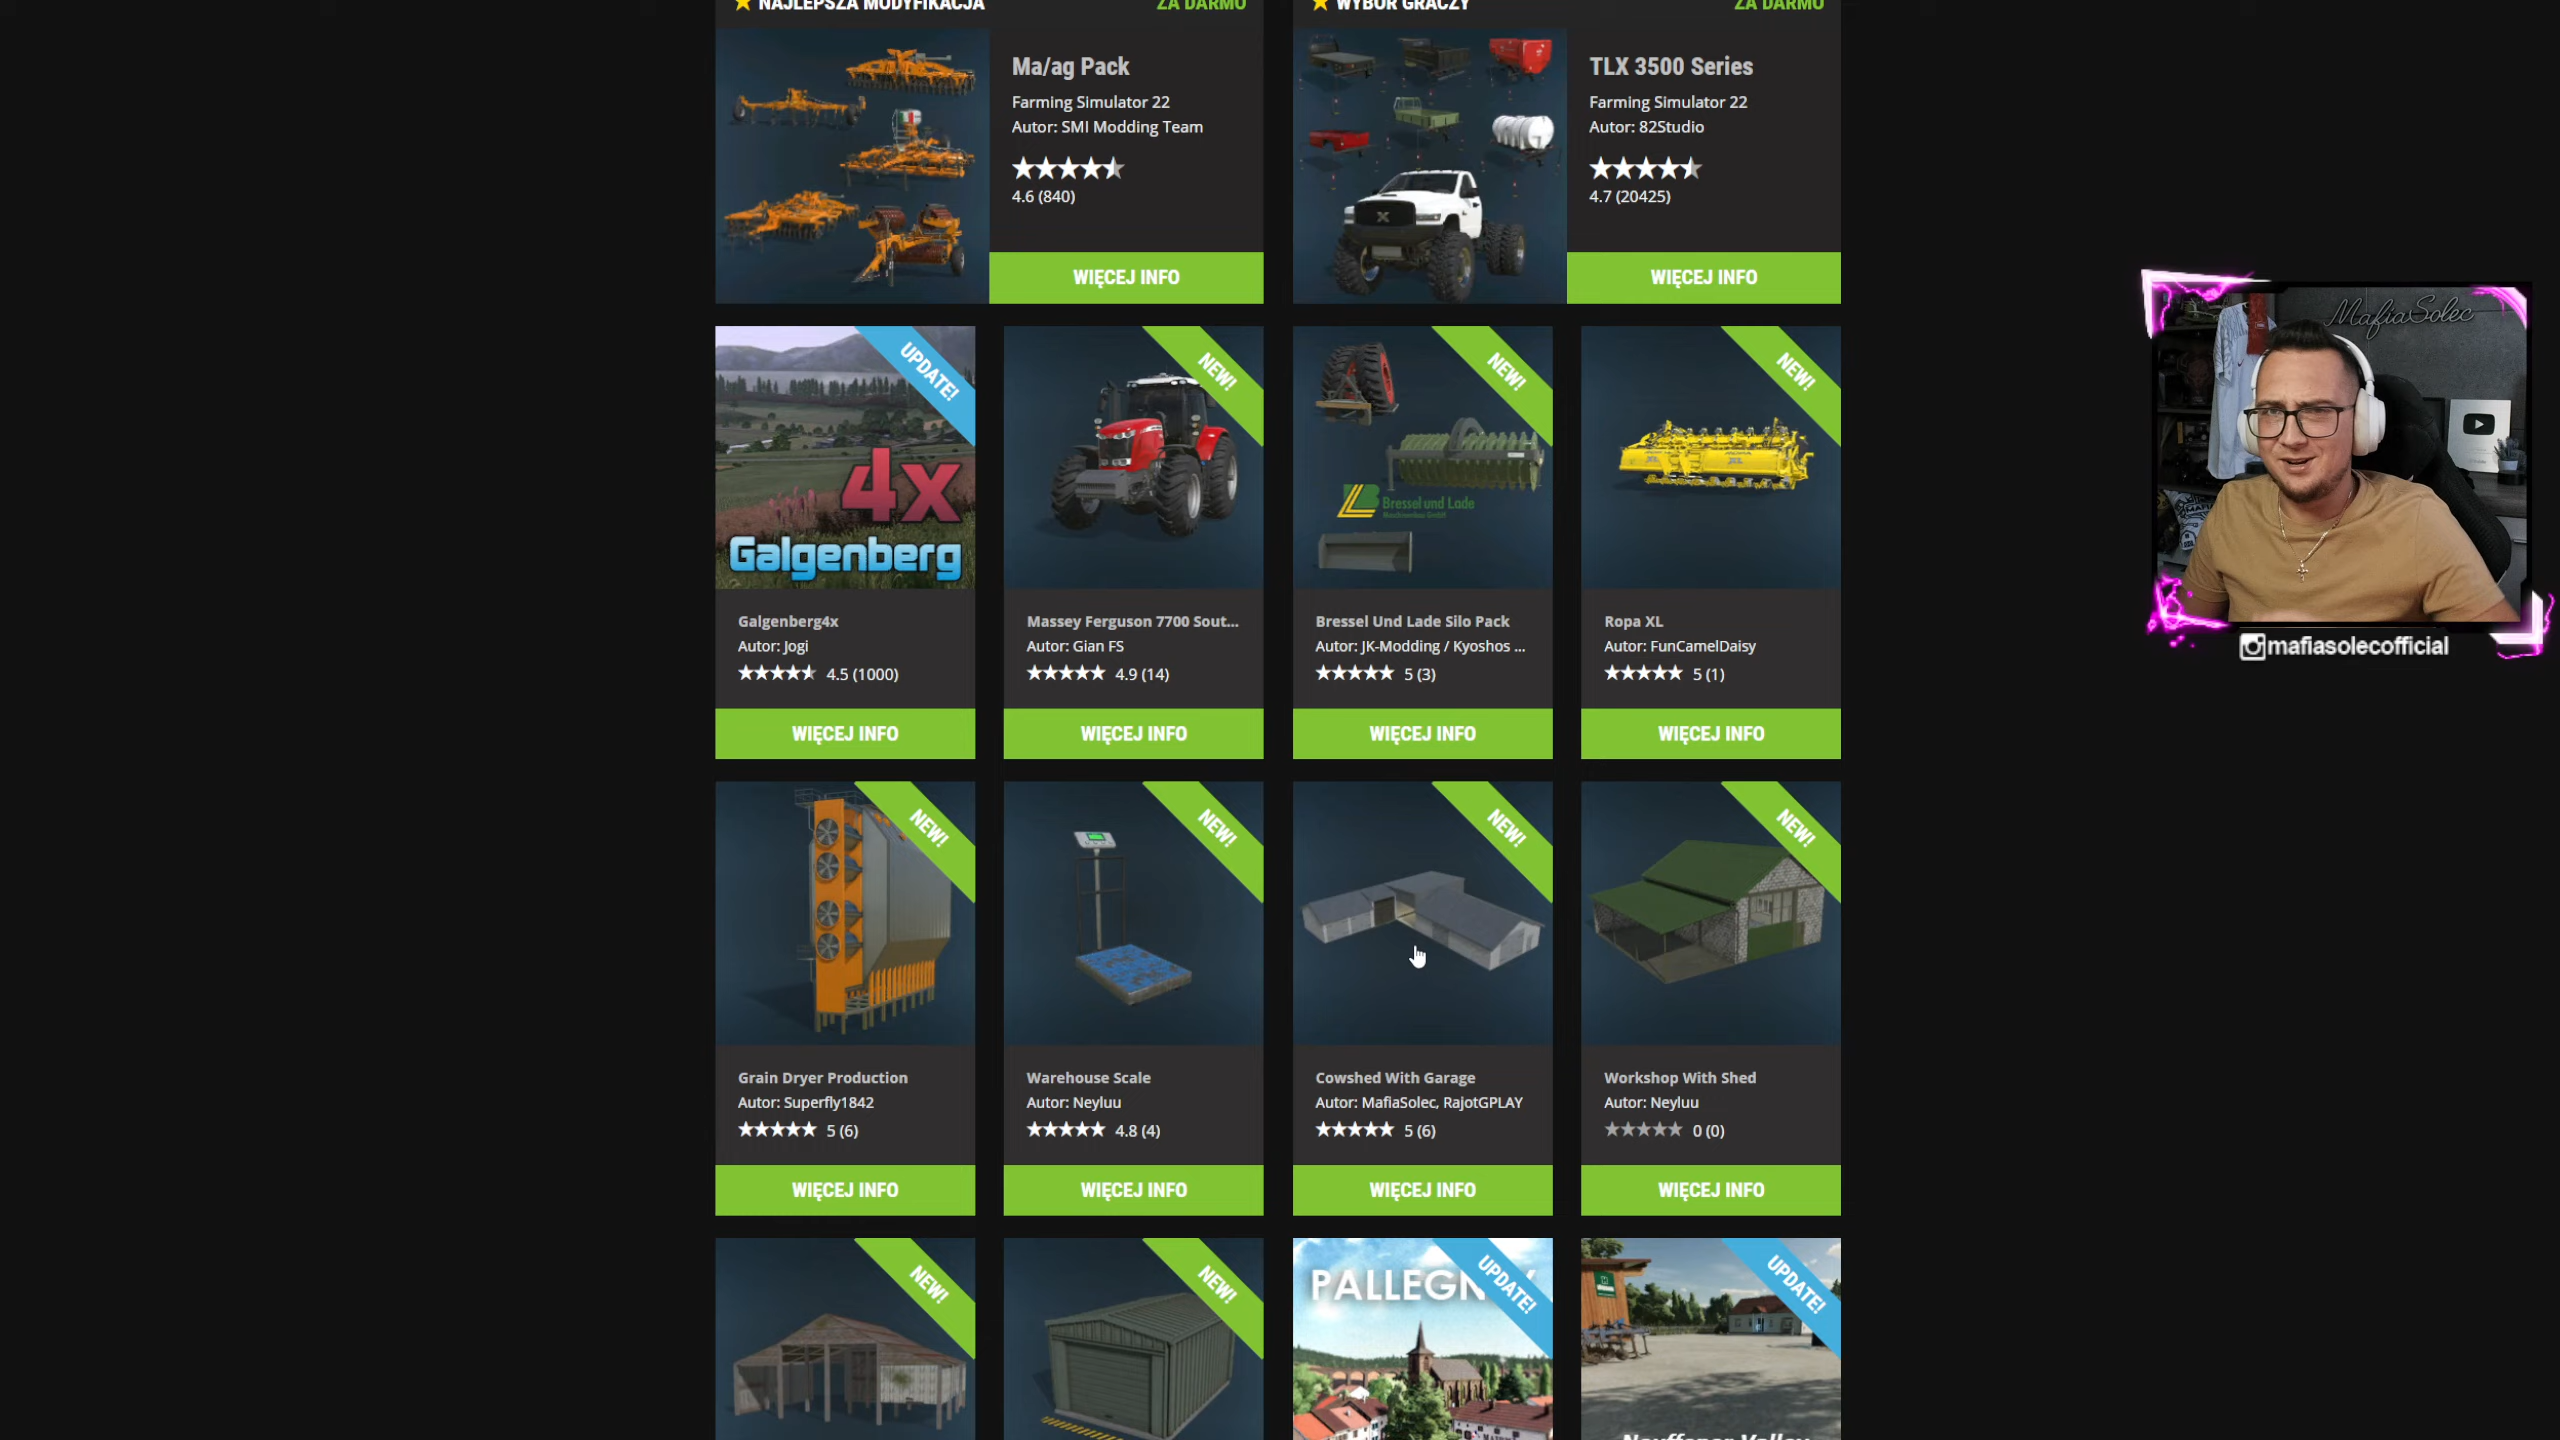 NAJLEPSZA MODYFIKACJA
ZA DARMO
WYBÓR GRACZY
ZA DARMO
Ma/ag Pack
Farming Simulator 22
Autor: SMI Modding Team
4.6 (840)
WIĘCEJ INFO
TLX 3500 Series
Farming Simulator 22
Autor: 82Studio
4.7 (20425)
WIĘCEJ INFO
UPDATE!
4x
Galgenberg
Galgenberg4x
Autor: Jogi
4.5 (1000)
WIĘCEJ INFO
NEW!
Massey Ferguson 7700 Sout...
Autor: Gian FS
4.9 (14)
WIĘCEJ INFO
NEW!
Bressel und Lade
Maschinenbau GmbH
Bressel Und Lade Silo Pack
Autor: JK-Modding / Kyoshos ...
5 (3)
WIĘCEJ INFO
NEW!
Ropa XL
Autor: FunCamelDaisy
5 (1)
WIĘCEJ INFO
NEW!
Grain Dryer Production
Autor: Superfly1842
5 (6)
WIĘCEJ INFO
NEW!
Warehouse Scale
Autor: Neyluu
4.8 (4)
WIĘCEJ INFO
NEW!
Cowshed With Garage
Autor: MafiaSolec, RajotGPLAY
5 (6)
WIĘCEJ INFO
NEW!
Workshop With Shed
Autor: Neyluu
0 (0)
WIĘCEJ INFO
NEW!
NEW!
UPDATE!
UPDATE!
MafiaSolec
mafiasolecofficial